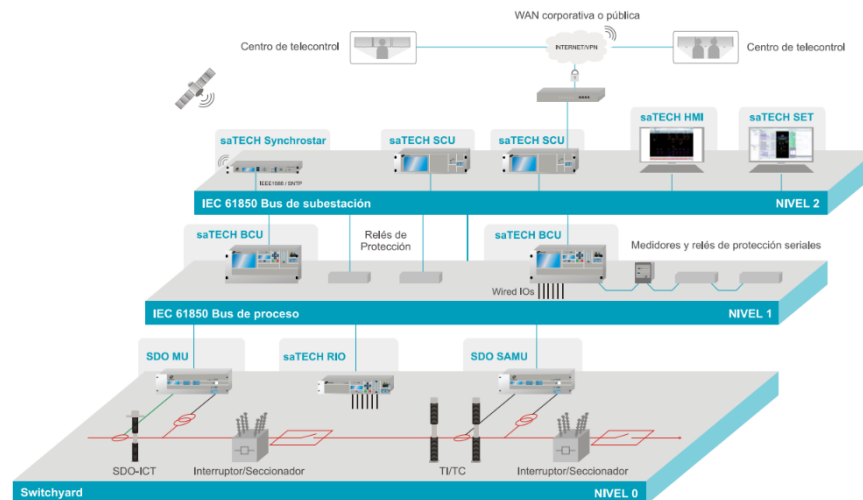 WAN corporativa o pública
Centro de telecontrol
INTERNET/VPN
Centro de telecontrol
saTECH Synchrostar
saTECH SCU
saTECH SCU
saTECH HMI
saTECH SET
IEEE1588 / SNTP
IEC 61850 Bus de subestación
NIVEL 2
saTECH BCU
Relés de
Protección
saTECH BCU
Medidores y relés de protección seriales
Wired IOs
IEC 61850 Bus de proceso
NIVEL 1
SDO MU
saTECH RIO
SDO SAMU
SDO-ICT
Interruptor/Seccionador
TI/TC
Interruptor/Seccionador
Switchyard
NIVEL 0